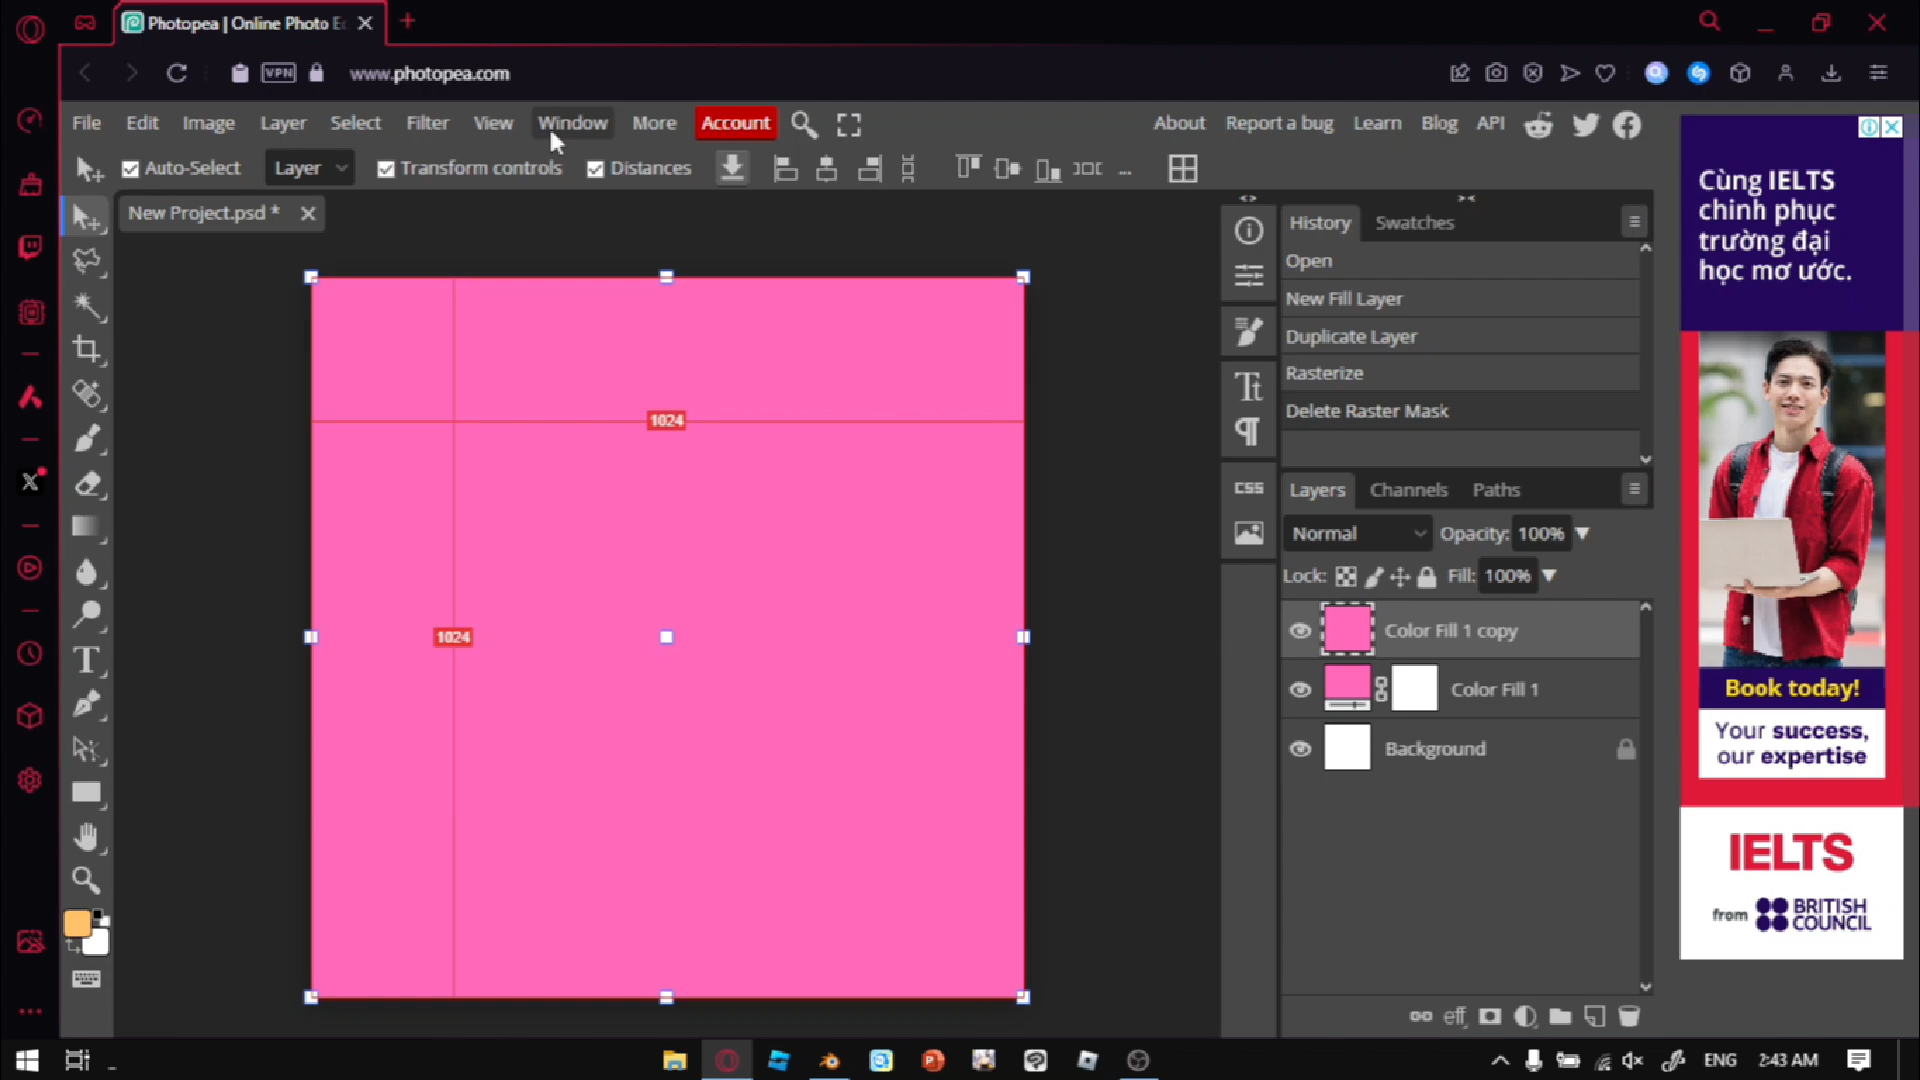 Photopea | Online Photo E
VPN
www.photopea.com
File Edit Image Layer Select Filter View Window More Account
About Report a bug Learn Blog API
Auto-Select Layer Transform controls Distances ...
New Project.psd *
1024
1024
History Swatches
Open
New Fill Layer
Duplicate Layer
Rasterize
Delete Raster Mask
CSS
Layers Channels Paths
Normal Opacity: 100%
Lock: Fill: 100%
Color Fill 1 copy
Color Fill 1
Background
eff
Cùng IELTS
chinh phục
trường đại
học mơ ước.
Book today!
Your success,
our expertise
IELTS
from BRITISH
COUNCIL
ENG 2:43 AM